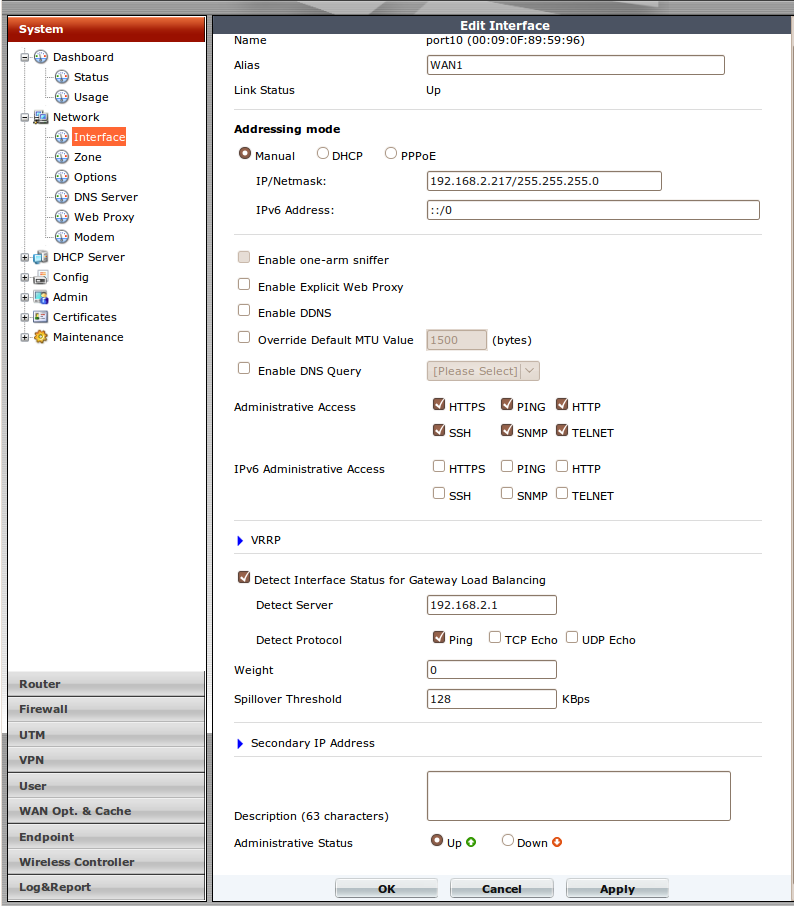 System
Dashboard
Status
Usage
Network
Interface
Zone
Options
DNS Server
Web Proxy
Modem
DHCP Server
Config
Admin
Certificates
Maintenance
Router
Firewall
UTM
VPN
User
WAN Opt. & Cache
Endpoint
Wireless Controller
Log&Report
Edit Interface
Name port10 (00:09:0F:89:59:96)
Alias WAN1
Link Status Up
Addressing mode
Manual DHCP PPPoE
IP/Netmask: 192.168.2.217/255.255.255.0
IPv6 Address: ::/0
Enable one-arm sniffer
Enable Explicit Web Proxy
Enable DDNS
Override Default MTU Value 1500 (bytes)
Enable DNS Query [Please Select]
Administrative Access HTTPS PING HTTP
SSH SNMP TELNET
IPv6 Administrative Access HTTPS PING HTTP
SSH SNMP TELNET
VRRP
Detect Interface Status for Gateway Load Balancing
Detect Server 192.168.2.1
Detect Protocol Ping TCP Echo UDP Echo
Weight 0
Spillover Threshold 128 KBps
Secondary IP Address
Description (63 characters)
Administrative Status Up Down
OK Cancel Apply